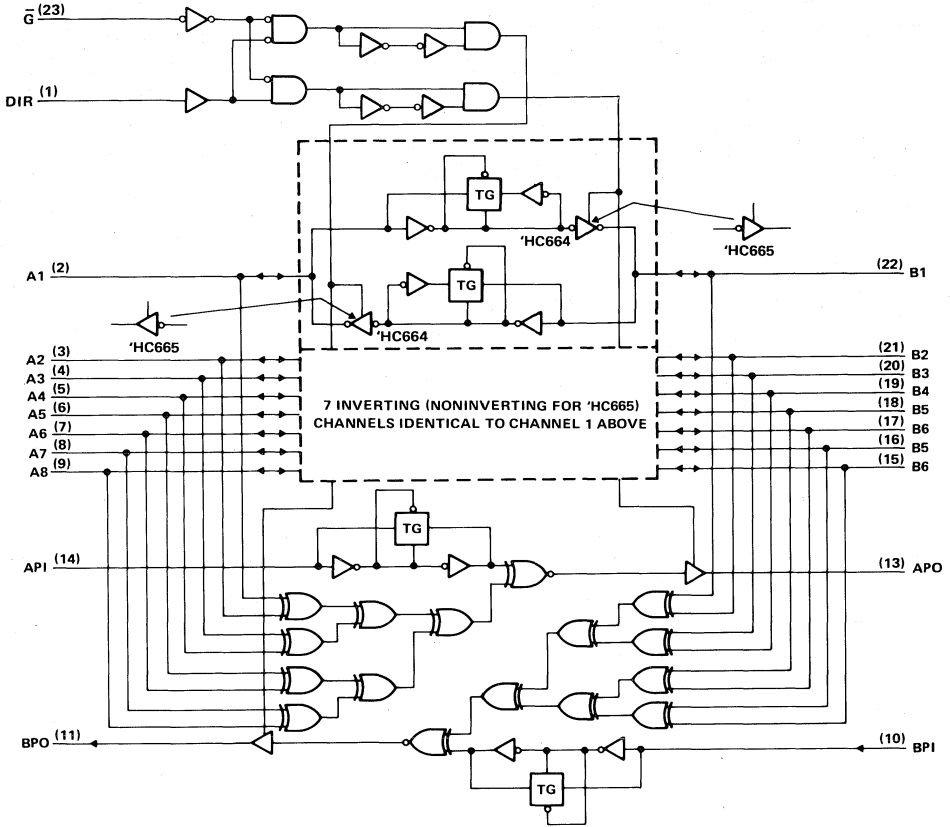 G̅ (23)
DIR (1)
TG
'HC664
'HC665
A1 (2)
(22) B1
TG
'HC664
'HC665
A2 (3)
A3 (4)
A4 (5)
A5 (6)
A6 (7)
A7 (8)
A8 (9)
7 INVERTING (NONINVERTING FOR 'HC665)
CHANNELS IDENTICAL TO CHANNEL 1 ABOVE
(21) B2
(20) B3
(19) B4
(18) B5
(17) B6
(16) B5
(15) B6
TG
API (14)
(13) APO
BPO (11)
(10) BPI
TG